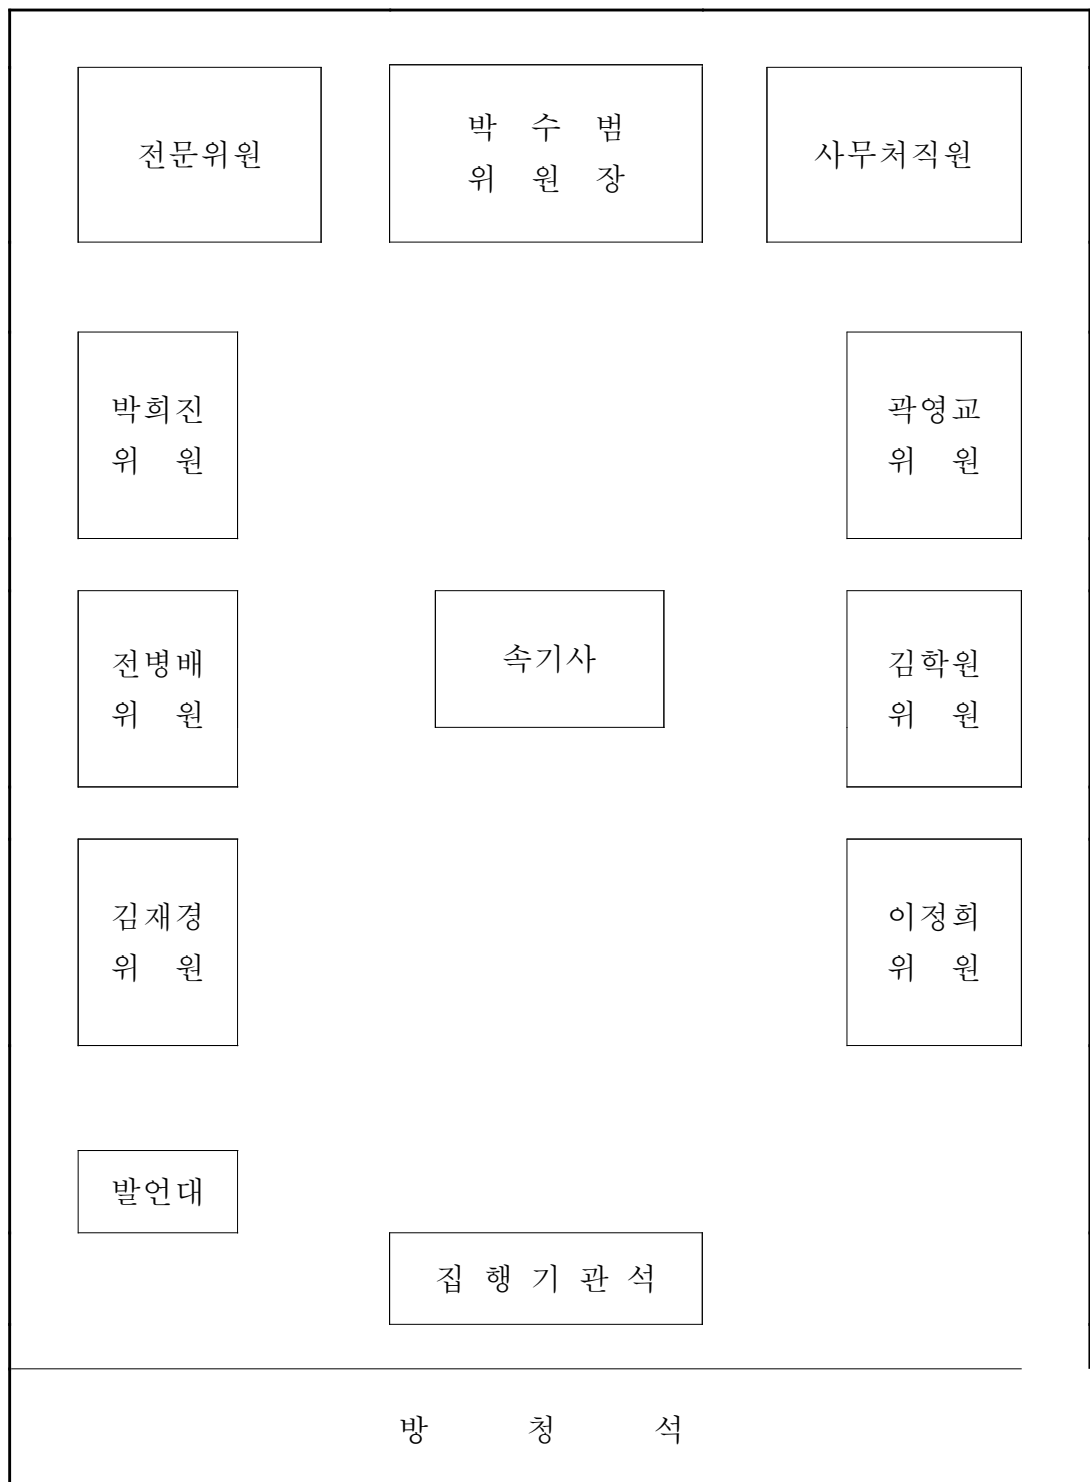 전문위원
박 수 범
위 원 장
사무처직원
박희진
위 원
곽영교
위 원
전병배
위 원
속기사
김학원
위 원
김재경
위 원
이정희
위 원
발언대
집 행 기 관 석
방 청 석